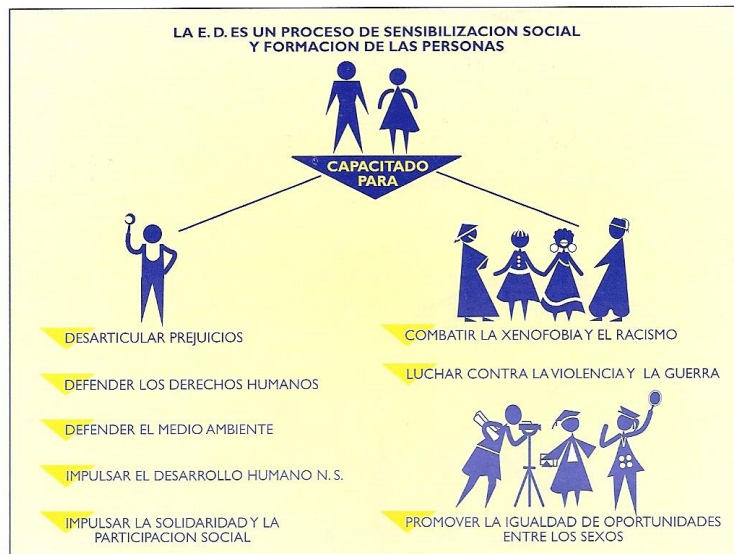 LA E. D. ES UN PROCESO DE SENSIBILIZACION SOCIAL
Y FORMACION DE LAS PERSONAS
CAPACITADO
PARA
DESARTICULAR PREJUICIOS
DEFENDER LOS DERECHOS HUMANOS
DEFENDER EL MEDIO AMBIENTE
IMPULSAR EL DESARROLLO HUMANO N. S.
IMPULSAR LA SOLIDARIDAD Y LA
PARTICIPACION SOCIAL
COMBATIR LA XENOFOBIA Y EL RACISMO
LUCHAR CONTRA LA VIOLENCIA Y LA GUERRA
PROMOVER LA IGUALDAD DE OPORTUNIDADES
ENTRE LOS SEXOS